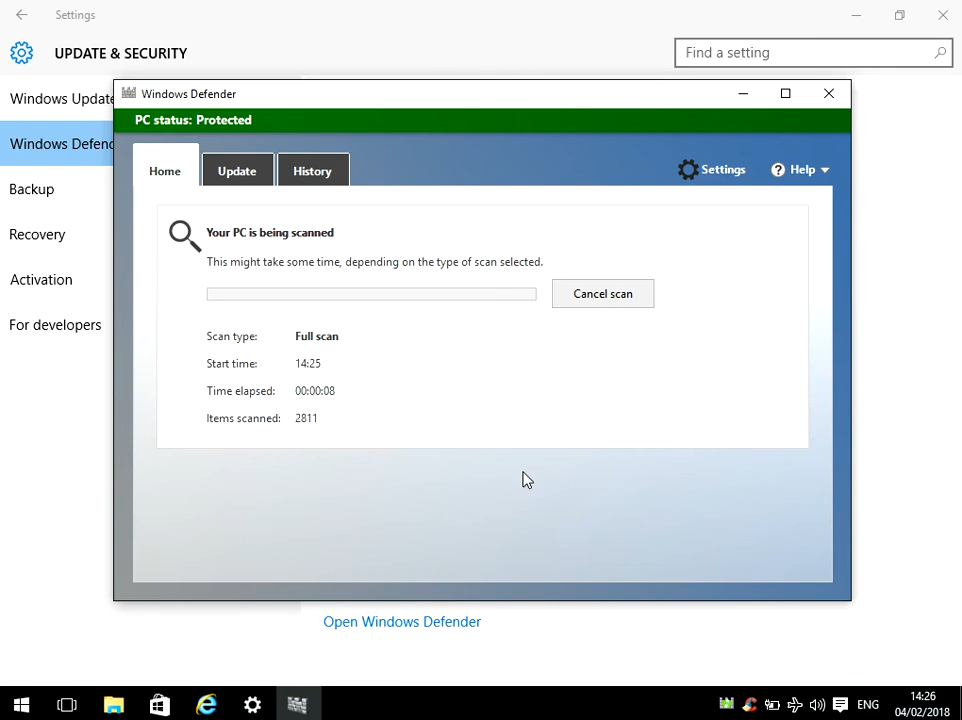 Settings
UPDATE & SECURITY
Find a setting
Windows Update
Windows Defend
Backup
Recovery
Activation
For developers
Windows Defender
PC status: Protected
Home
Update
History
Settings
Help
Your PC is being scanned
This might take some time, depending on the type of scan selected.
Cancel scan
Scan type: Full scan
Start time: 14:25
Time elapsed: 00:00:08
Items scanned: 2811
Open Windows Defender
ENG
14:26
04/02/2018